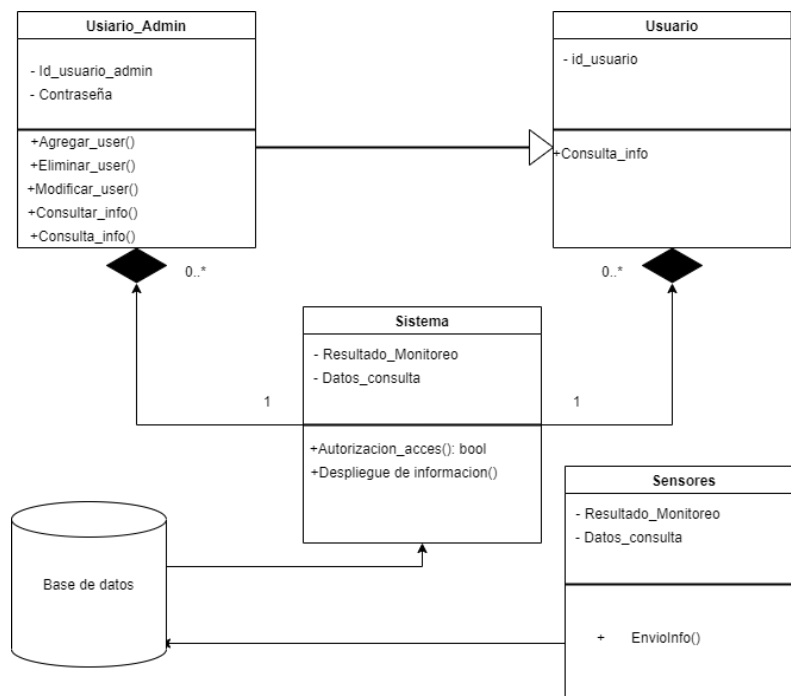 Usiario_Admin
- Id_usuario_admin
- Contraseña
+Agregar_user()
+Eliminar_user()
+Modificar_user()
+Consultar_info()
+Consulta_info()
Usuario
- id_usuario
+Consulta_info
0..*
0..*
Sistema
- Resultado_Monitoreo
- Datos_consulta
1
1
+Autorizacion_acces(): bool
+Despliegue de informacion()
Sensores
- Resultado_Monitoreo
- Datos_consulta
+ EnvioInfo()
Base de datos